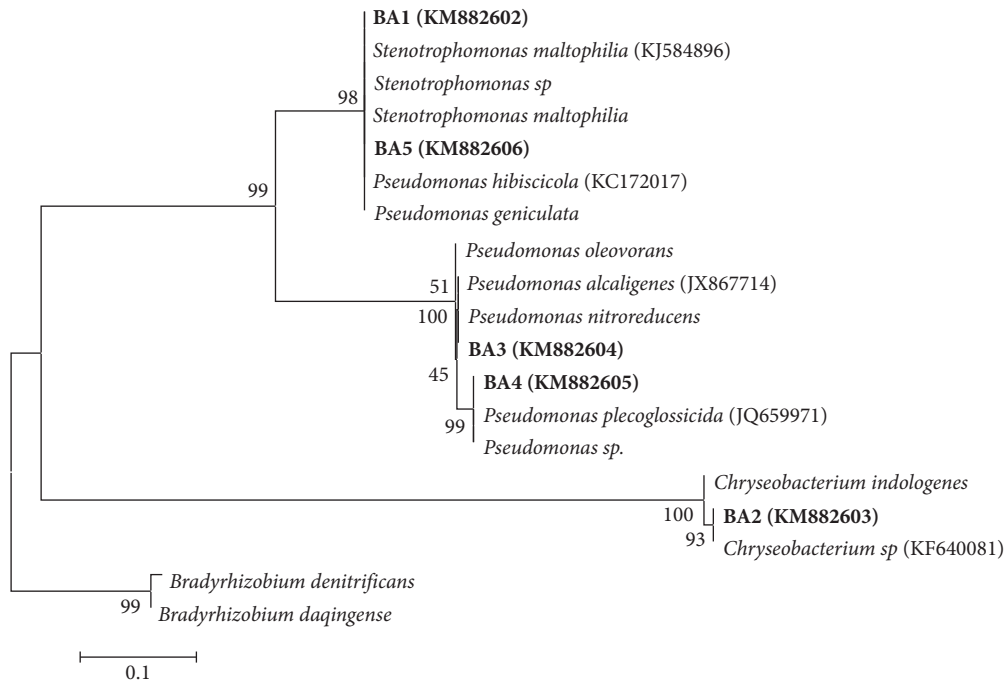 BA1 (KM882602)
Stenotrophomonas maltophilia (KJ584896)
Stenotrophomonas sp
98
Stenotrophomonas maltophilia
BA5 (KM882606)
Pseudomonas hibiscicola (KC172017)
99
Pseudomonas geniculata
Pseudomonas oleovorans
51
Pseudomonas alcaligenes (JX867714)
100
Pseudomonas nitroreducens
BA3 (KM882604)
45
BA4 (KM882605)
Pseudomonas plecoglossicida (JQ659971)
99
Pseudomonas sp.
Chryseobacterium indologenes
100
BA2 (KM882603)
93
Chryseobacterium sp (KF640081)
Bradyrhizobium denitrificans
99
Bradyrhizobium daqingense
0.1